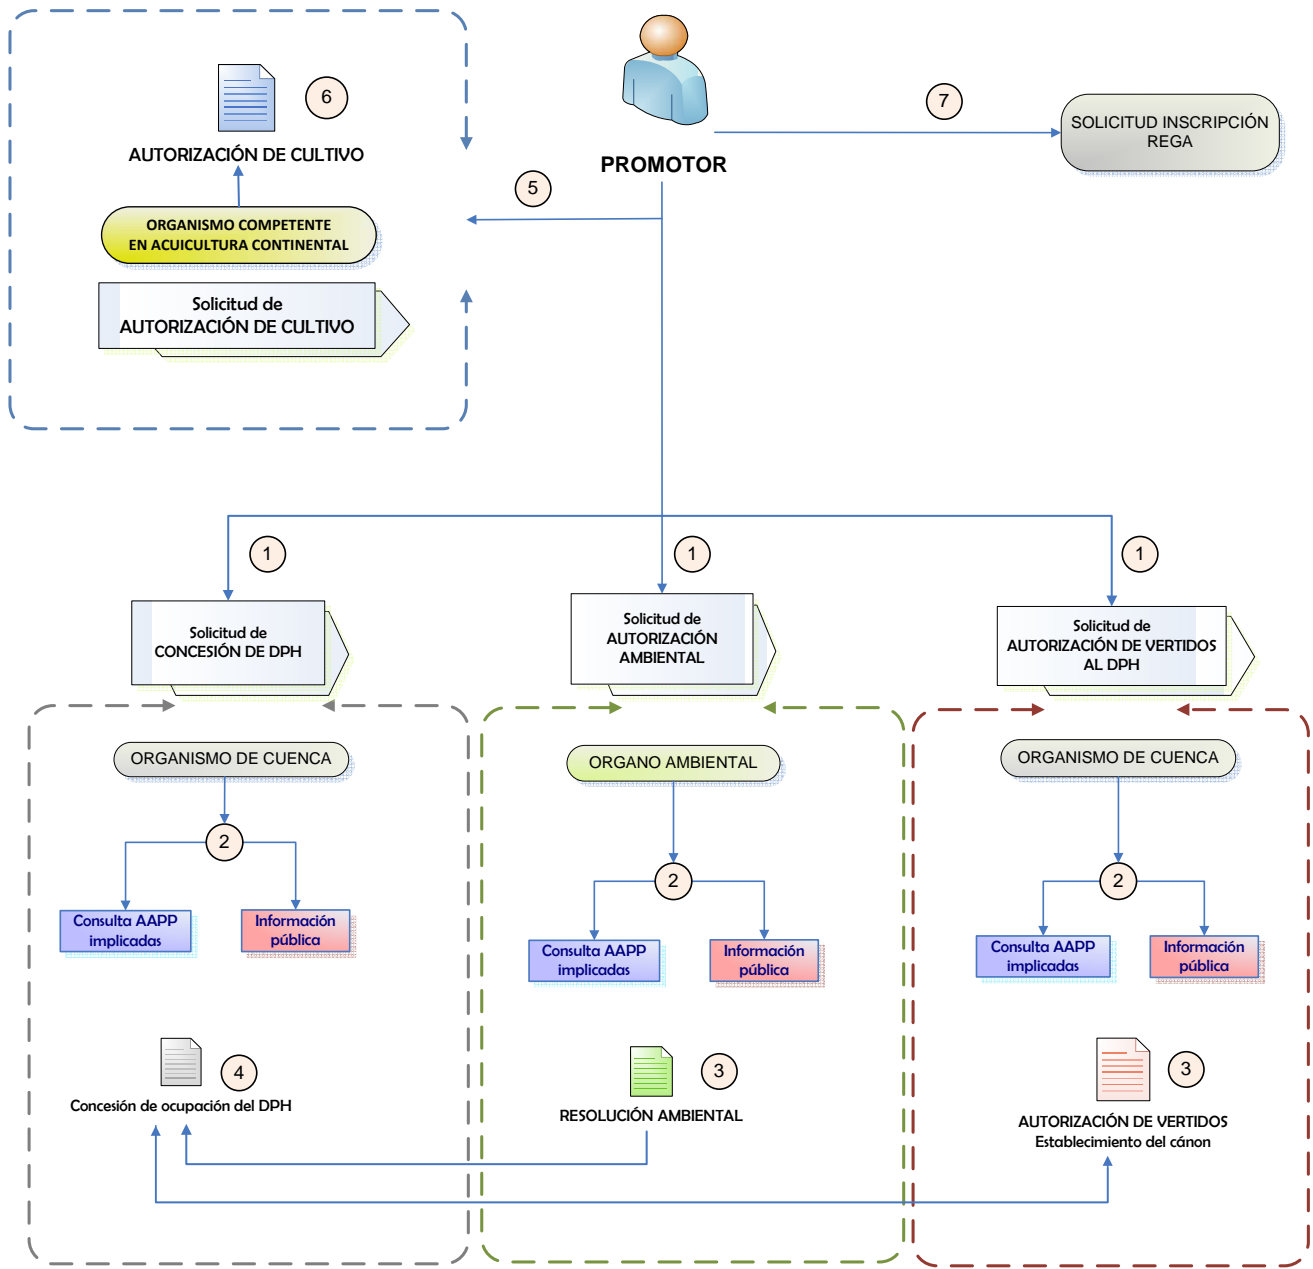 6
AUTORIZACIÓN DE CULTIVO
ORGANISMO COMPETENTE
EN ACUICULTURA CONTINENTAL
Solicitud de
AUTORIZACIÓN DE CULTIVO
PROMOTOR
5
7
SOLICITUD INSCRIPCIÓN
REGA
1
1
1
Solicitud de
CONCESIÓN DE DPH
Solicitud de
AUTORIZACIÓN
AMBIENTAL
Solicitud de
AUTORIZACIÓN DE VERTIDOS
AL DPH
ORGANISMO DE CUENCA
2
Consulta AAPP
implicadas
Información
pública
4
Concesión de ocupación del DPH
ORGANO AMBIENTAL
2
Consulta AAPP
implicadas
Información
pública
3
RESOLUCIÓN AMBIENTAL
ORGANISMO DE CUENCA
2
Consulta AAPP
implicadas
Información
pública
3
AUTORIZACIÓN DE VERTIDOS
Establecimiento del cánon